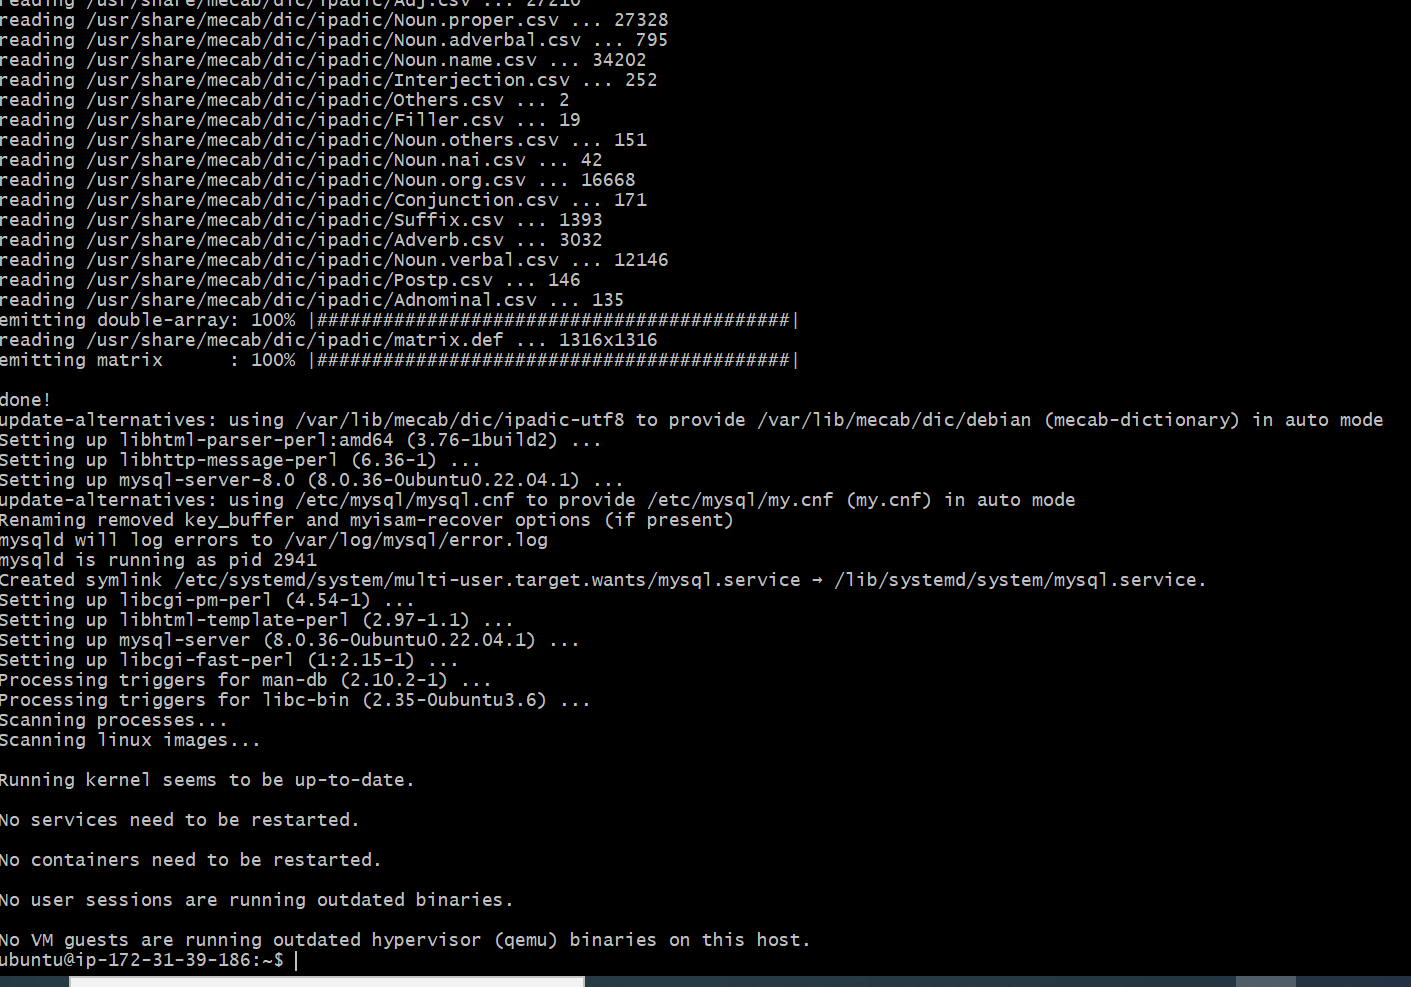 reading /usr/share/mecab/dic/ipadic/Adj.csv ... 27210
reading /usr/share/mecab/dic/ipadic/Noun.proper.csv ... 27328
reading /usr/share/mecab/dic/ipadic/Noun.adverbal.csv ... 795
reading /usr/share/mecab/dic/ipadic/Noun.name.csv ... 34202
reading /usr/share/mecab/dic/ipadic/Interjection.csv ... 252
reading /usr/share/mecab/dic/ipadic/Others.csv ... 2
reading /usr/share/mecab/dic/ipadic/Filler.csv ... 19
reading /usr/share/mecab/dic/ipadic/Noun.others.csv ... 151
reading /usr/share/mecab/dic/ipadic/Noun.nai.csv ... 42
reading /usr/share/mecab/dic/ipadic/Noun.org.csv ... 16668
reading /usr/share/mecab/dic/ipadic/Conjunction.csv ... 171
reading /usr/share/mecab/dic/ipadic/Suffix.csv ... 1393
reading /usr/share/mecab/dic/ipadic/Adverb.csv ... 3032
reading /usr/share/mecab/dic/ipadic/Noun.verbal.csv ... 12146
reading /usr/share/mecab/dic/ipadic/Postp.csv ... 146
reading /usr/share/mecab/dic/ipadic/Adnominal.csv ... 135
emitting double-array: 100% |###########################################|
reading /usr/share/mecab/dic/ipadic/matrix.def ... 1316x1316
emitting matrix      : 100% |###########################################|
done!
update-alternatives: using /var/lib/mecab/dic/ipadic-utf8 to provide /var/lib/mecab/dic/debian (mecab-dictionary) in auto mode
Setting up libhtml-parser-perl:amd64 (3.76-1build2) ...
Setting up libhttp-message-perl (6.36-1) ...
Setting up mysql-server-8.0 (8.0.36-0ubuntu0.22.04.1) ...
update-alternatives: using /etc/mysql/mysql.cnf to provide /etc/mysql/my.cnf (my.cnf) in auto mode
Renaming removed key_buffer and myisam-recover options (if present)
mysqld will log errors to /var/log/mysql/error.log
mysqld is running as pid 2941
Created symlink /etc/systemd/system/multi-user.target.wants/mysql.service → /lib/systemd/system/mysql.service.
Setting up libcgi-pm-perl (4.54-1) ...
Setting up libhtml-template-perl (2.97-1.1) ...
Setting up mysql-server (8.0.36-0ubuntu0.22.04.1) ...
Setting up libcgi-fast-perl (1:2.15-1) ...
Processing triggers for man-db (2.10.2-1) ...
Processing triggers for libc-bin (2.35-0ubuntu3.6) ...
Scanning processes...
Scanning linux images...
Running kernel seems to be up-to-date.
No services need to be restarted.
No containers need to be restarted.
No user sessions are running outdated binaries.
No VM guests are running outdated hypervisor (qemu) binaries on this host.
ubuntu@ip-172-31-39-186:~$